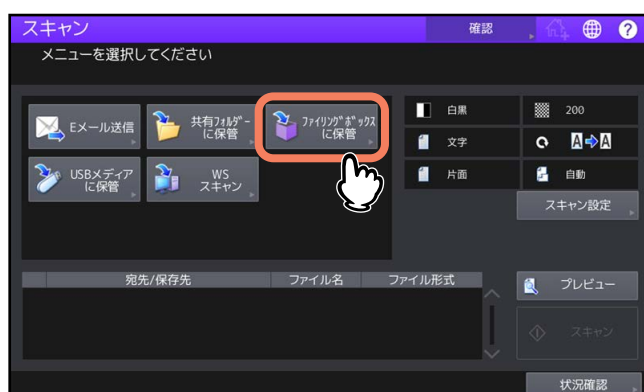 スキャン
確認
?
メニューを選択してください
Eメール送信
共有フォルダー
に保管
ファイリングボックス
に保管
USBメディア
に保管
WS
スキャン
白黒
200
文字
A A
片面
自動
スキャン設定
宛先/保存先
ファイル名
ファイル形式
プレビュー
スキャン
状況確認